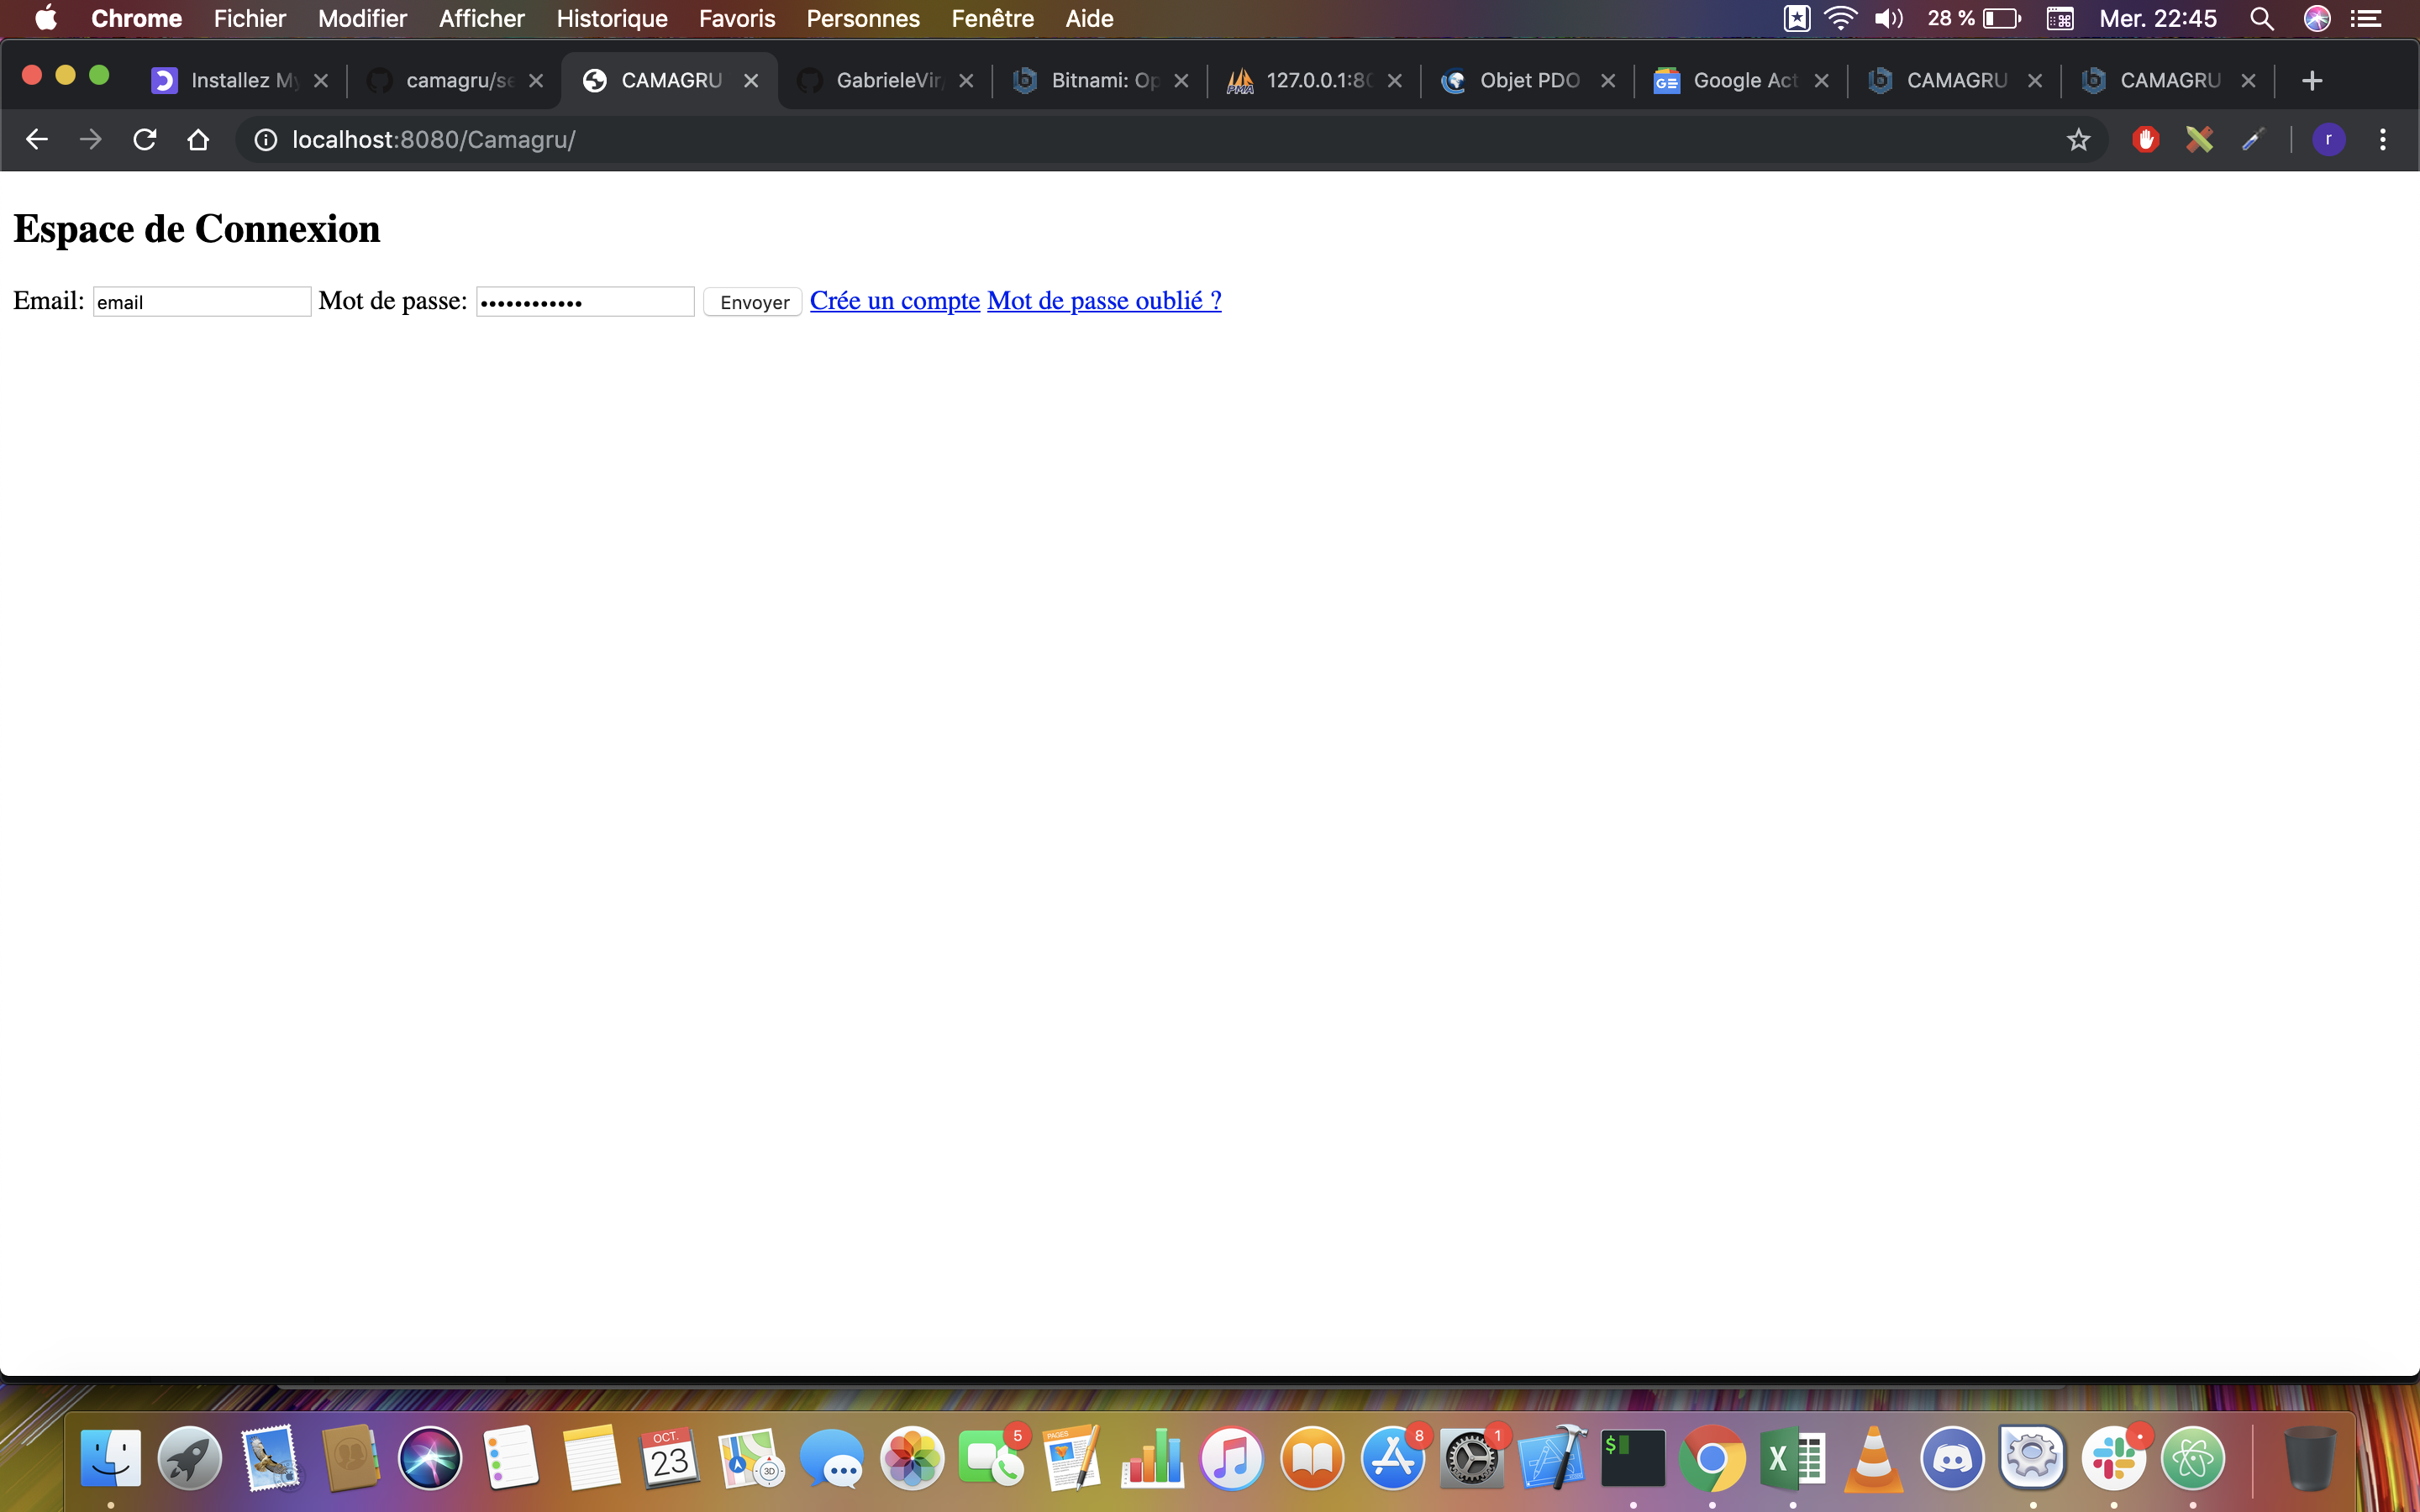 Chrome Fichier Modifier Afficher Historique Favoris Personnes Fenêtre Aide 28 % Mer. 22:45
Installez My camagru/se CAMAGRU GabrieleVir/ Bitnami: Op 127.0.0.1:80 Objet PDO Google Act CAMAGRU CAMAGRU
localhost:8080/Camagru/ r
Espace de Connexion
Email: email Mot de passe: •••••••••••• Envoyer Crée un compte Mot de passe oublié ?
OCT. 23 3D 5 PAGES 8 1 $ X